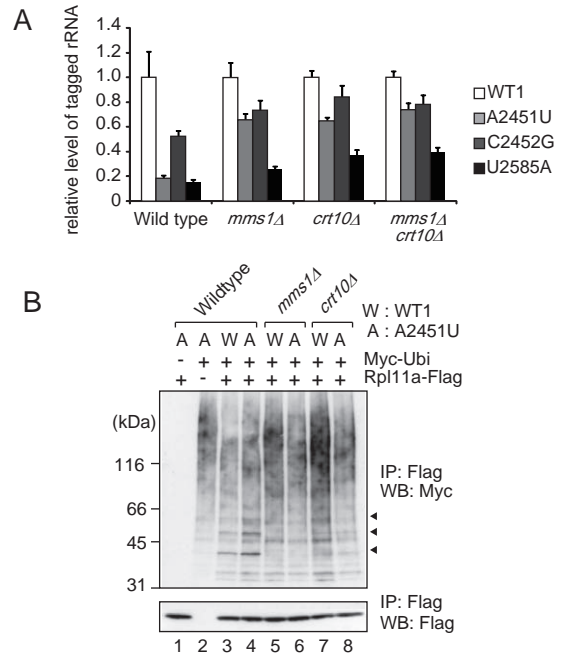 A
relative level of tagged rRNA
1.4
1.2
1.0
0.8
0.6
0.4
0.2
0
WT1
A2451U
C2452G
U2585A
Wild type
mms1Δ
crt10Δ
mms1Δ
crt10Δ
B
Wildtype
mms1Δ
crt10Δ
W : WT1
A : A2451U
A A W A W A W A
- + + + + + + + Myc-Ubi
+ - + + + + + + Rpl11a-Flag
(kDa)
116
66
45
31
IP: Flag
WB: Myc
IP: Flag
WB: Flag
1 2 3 4 5 6 7 8